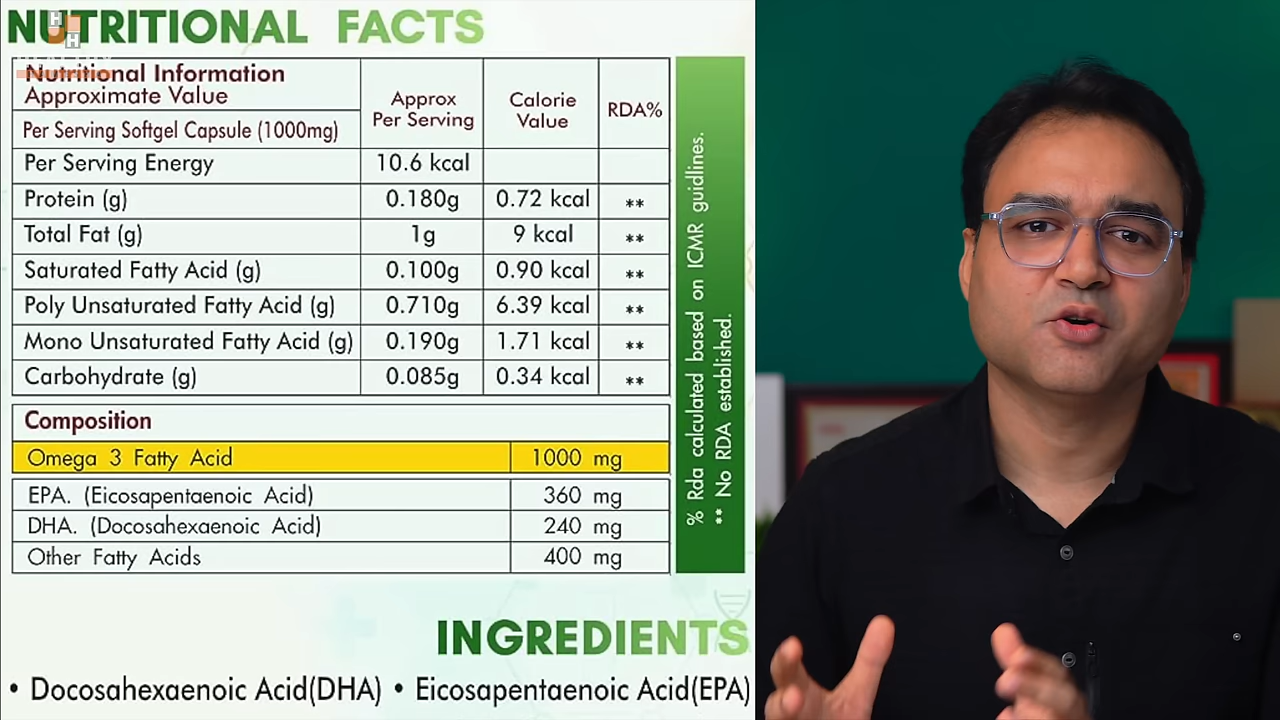 NUTRITIONAL FACTS
Nutritional Information
Approximate Value
Approx
Per Serving
Calorie
Value
RDA%
Per Serving Softgel Capsule (1000mg)
Per Serving Energy 10.6 kcal
Protein (g) 0.180g 0.72 kcal **
Total Fat (g) 1g 9 kcal **
Saturated Fatty Acid (g) 0.100g 0.90 kcal **
Poly Unsaturated Fatty Acid (g) 0.710g 6.39 kcal **
Mono Unsaturated Fatty Acid (g) 0.190g 1.71 kcal **
Carbohydrate (g) 0.085g 0.34 kcal **
Composition
Omega 3 Fatty Acid 1000 mg
EPA. (Eicosapentaenoic Acid) 360 mg
DHA. (Docosahexaenoic Acid) 240 mg
Other Fatty Acids 400 mg
% Rda calculated based on ICMR guidlines.
** No RDA established.
INGREDIENTS
• Docosahexaenoic Acid(DHA) • Eicosapentaenoic Acid(EPA)